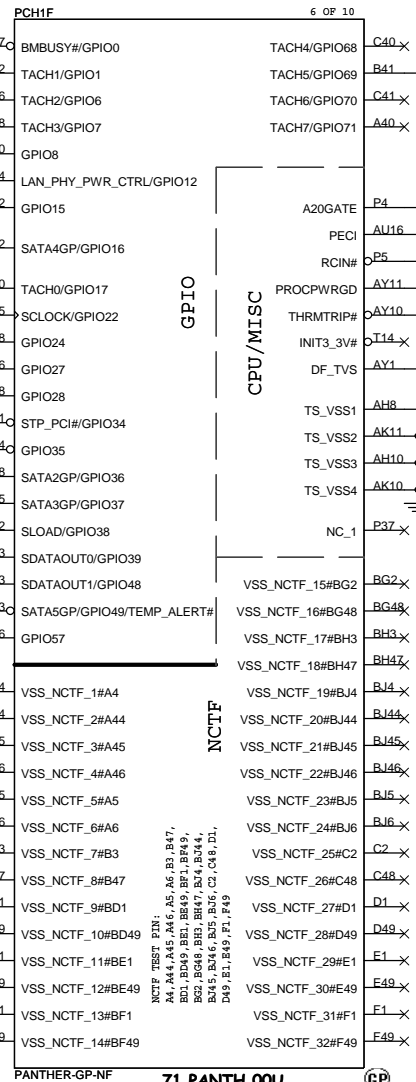 PCH1F
6 OF 10
BMBUSY#/GPIO0
TACH1/GPIO1
TACH2/GPIO6
TACH3/GPIO7
GPIO8
LAN_PHY_PWR_CTRL/GPIO12
GPIO15
SATA4GP/GPIO16
TACH0/GPIO17
SCLOCK/GPIO22
GPIO24
GPIO27
GPIO28
STP_PCI#/GPIO34
GPIO35
SATA2GP/GPIO36
SATA3GP/GPIO37
SLOAD/GPIO38
SDATAOUT0/GPIO39
SDATAOUT1/GPIO48
SATA5GP/GPIO49/TEMP_ALERT#
GPIO57
VSS_NCTF_1#A4
VSS_NCTF_2#A44
VSS_NCTF_3#A45
VSS_NCTF_4#A46
VSS_NCTF_5#A5
VSS_NCTF_6#A6
VSS_NCTF_7#B3
VSS_NCTF_8#B47
VSS_NCTF_9#BD1
VSS_NCTF_10#BD49
VSS_NCTF_11#BE1
VSS_NCTF_12#BE49
VSS_NCTF_13#BF1
VSS_NCTF_14#BF49
GPIO
CPU/MISC
NCTF
NCTF TEST PIN:
A4,A44,A45,A46,A5,A6,B3,B47,
BD1,BD49,BE1,BE49,BF1,BF49,
BG2,BG48,BH3,BH47,BJ4,BJ44,
BJ45,BJ46,BJ5,BJ6,C2,C48,D1,
D49,E1,E49,F1,F49
TACH4/GPIO68 C40
TACH5/GPIO69 B41
TACH6/GPIO70 C41
TACH7/GPIO71 A40
A20GATE P4
PECI AU16
RCIN# P5
PROCPWRGD AY11
THRMTRIP# AY10
INIT3_3V# T14
DF_TVS AY1
TS_VSS1 AH8
TS_VSS2 AK11
TS_VSS3 AH10
TS_VSS4 AK10
NC_1 P37
VSS_NCTF_15#BG2 BG2
VSS_NCTF_16#BG48 BG48
VSS_NCTF_17#BH3 BH3
VSS_NCTF_18#BH47 BH47
VSS_NCTF_19#BJ4 BJ4
VSS_NCTF_20#BJ44 BJ44
VSS_NCTF_21#BJ45 BJ45
VSS_NCTF_22#BJ46 BJ46
VSS_NCTF_23#BJ5 BJ5
VSS_NCTF_24#BJ6 BJ6
VSS_NCTF_25#C2 C2
VSS_NCTF_26#C48 C48
VSS_NCTF_27#D1 D1
VSS_NCTF_28#D49 D49
VSS_NCTF_29#E1 E1
VSS_NCTF_30#E49 E49
VSS_NCTF_31#F1 F1
VSS_NCTF_32#F49 F49
PANTHER-GP-NF
71.PANTH.00U
GP